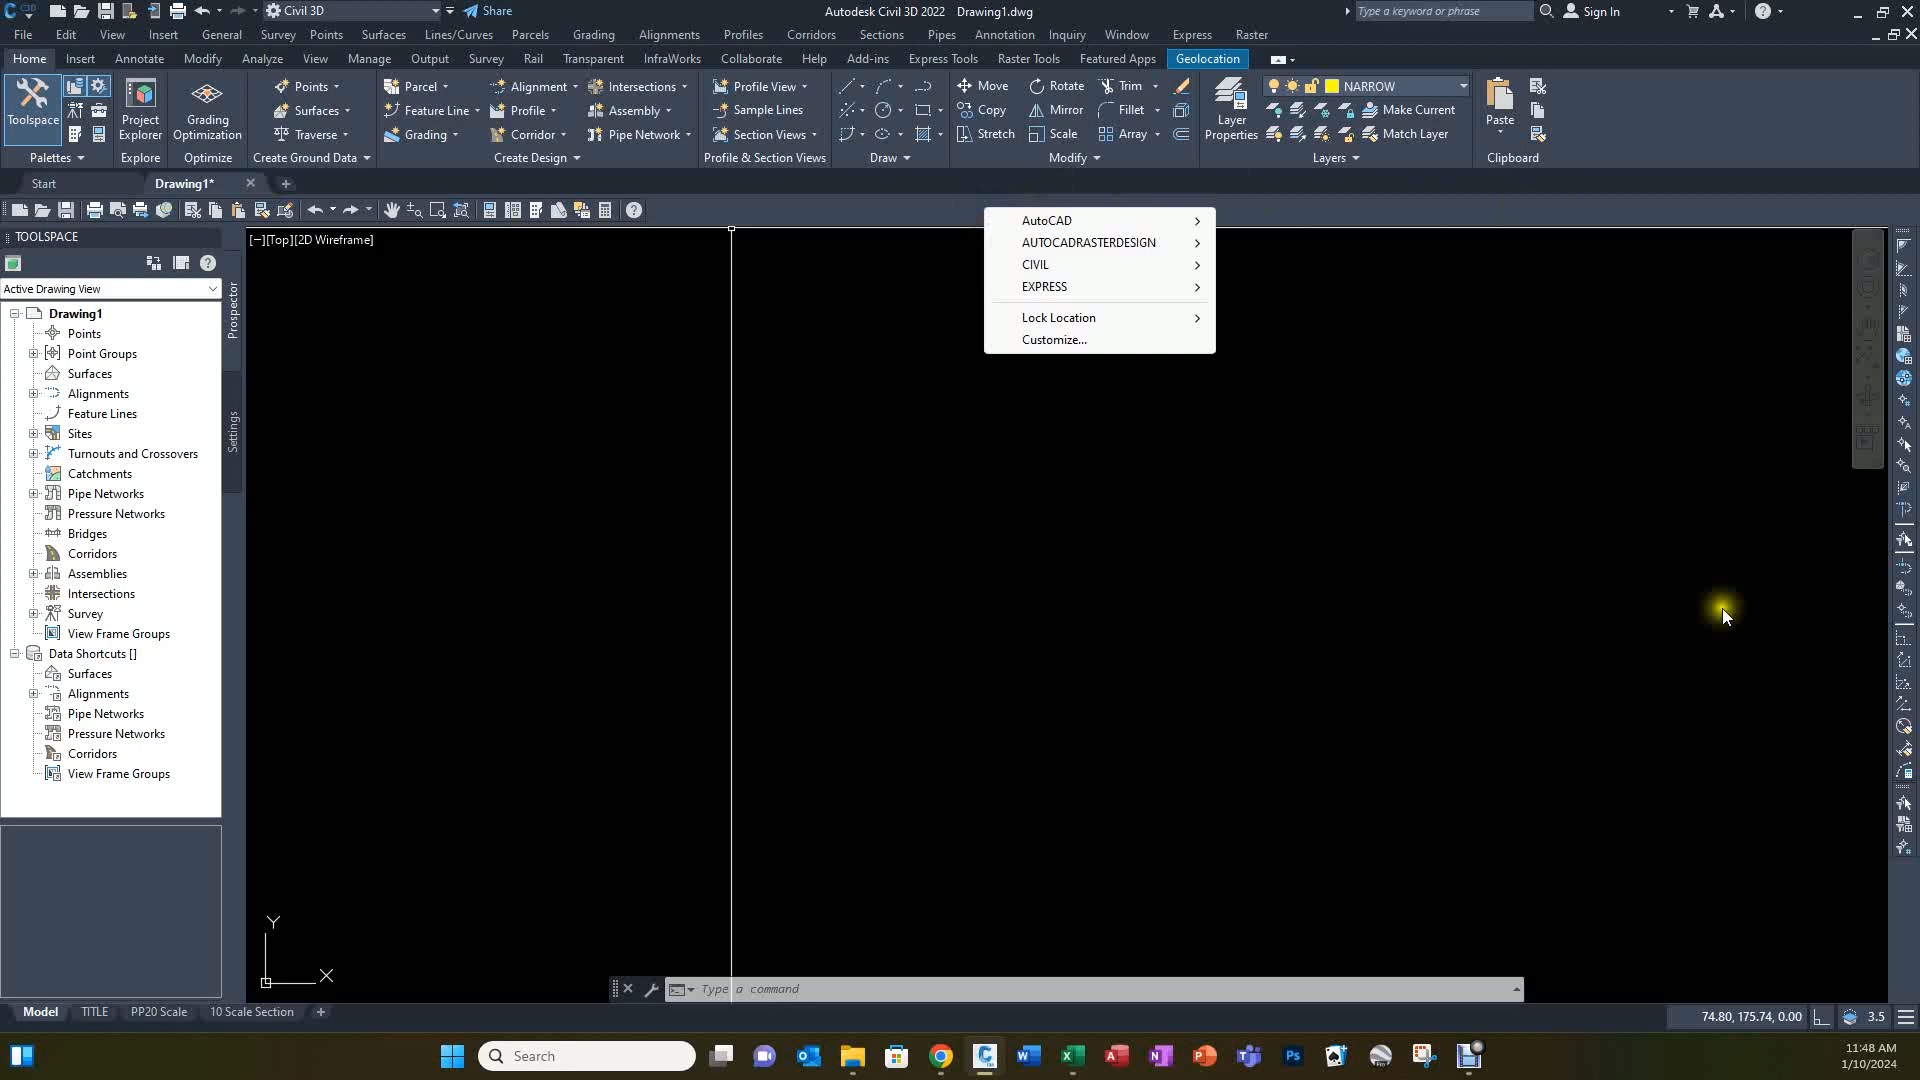 Civil 3D
Share
Autodesk Civil 3D 2022 Drawing1.dwg
Type a keyword or phrase
Sign In
File Edit View Insert General Survey Points Surfaces Lines/Curves Parcels Grading Alignments Profiles Corridors Sections Pipes Annotation Inquiry Window Express Raster
Home Insert Annotate Modify Analyze View Manage Output Survey Rail Transparent InfraWorks Collaborate Help Add-ins Express Tools Raster Tools Featured Apps Geolocation
Toolspace
Palettes
Project
Explorer
Explore
Grading
Optimization
Optimize
Points
Surfaces
Traverse
Create Ground Data
Parcel Alignment Intersections
Feature Line Profile Assembly
Grading Corridor Pipe Network
Create Design
Profile View
Sample Lines
Section Views
Profile & Section Views
Draw
Move Rotate Trim
Copy Mirror Fillet
Stretch Scale Array
Modify
Layer
Properties
NARROW
Make Current
Match Layer
Layers
Paste
Clipboard
Start
Drawing1*
TOOLSPACE
Active Drawing View
Prospector
Settings
Drawing1
Points
Point Groups
Surfaces
Alignments
Feature Lines
Sites
Turnouts and Crossovers
Catchments
Pipe Networks
Pressure Networks
Bridges
Corridors
Assemblies
Intersections
Survey
View Frame Groups
Data Shortcuts []
Surfaces
Alignments
Pipe Networks
Pressure Networks
Corridors
View Frame Groups
[−][Top][2D Wireframe]
AutoCAD
AUTOCADRASTERDESIGN
CIVIL
EXPRESS
Lock Location
Customize...
Y
X
Type a command
Model TITLE PP20 Scale 10 Scale Section
74.80, 175.74, 0.00
3.5
Search
11:48 AM
1/10/2024